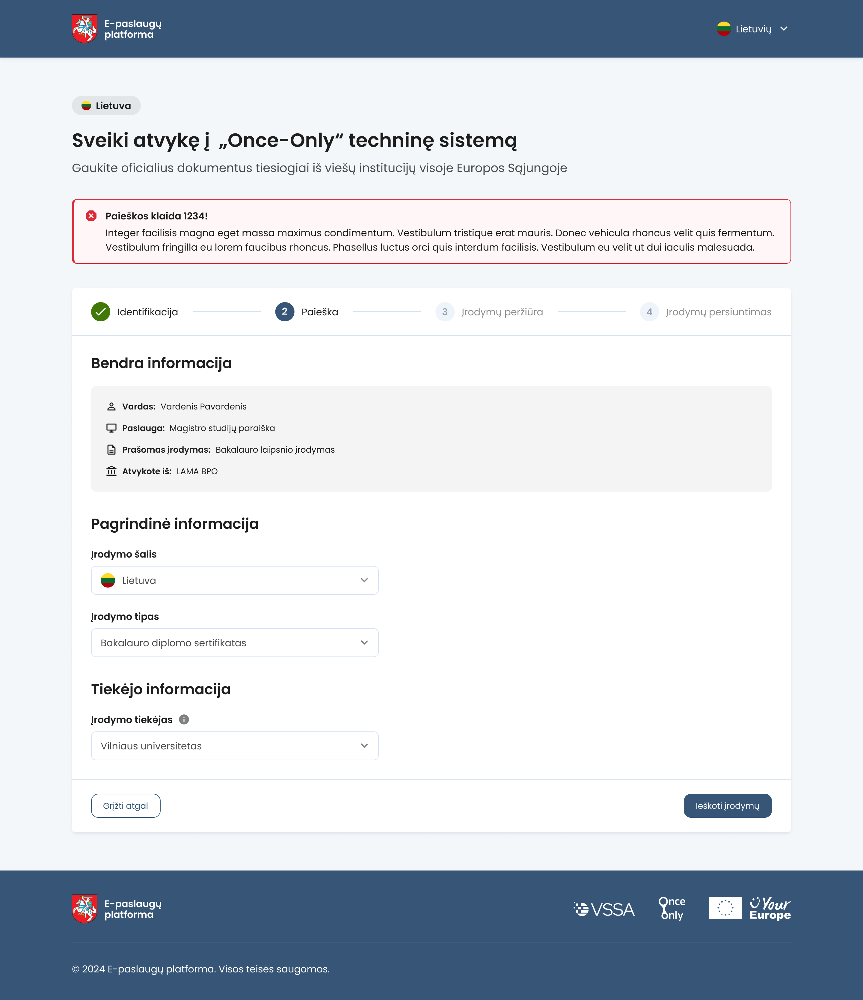 E-paslaugų
platforma
Lietuvių
Lietuva
Sveiki atvykę į „Once-Only“ techninę sistemą
Gaukite oficialius dokumentus tiesiogiai iš viešų institucijų visoje Europos Sąjungoje
Paieškos klaida 1234!
Integer facilisis magna eget massa maximus condimentum. Vestibulum tristique erat mauris. Donec vehicula rhoncus velit quis fermentum.
Vestibulum fringilla eu lorem faucibus rhoncus. Phasellus luctus orci quis interdum facilisis. Vestibulum eu velit ut dui iaculis malesuada.
Identifikacija
2 Paieška
3 Įrodymų peržiūra
4 Įrodymų persiuntimas
Bendra informacija
Vardas: Vardenis Pavardenis
Paslauga: Magistro studijų paraiška
Prašomas įrodymas: Bakalauro laipsnio įrodymas
Atvykote iš: LAMA BPO
Pagrindinė informacija
Įrodymo šalis
Lietuva
Įrodymo tipas
Bakalauro diplomo sertifikatas
Tiekėjo informacija
Įrodymo tiekėjas
Vilniaus universitetas
Grįžti atgal
Ieškoti įrodymų
E-paslaugų
platforma
VSSA
Once
Only
Your
Europe
© 2024 E-paslaugų platforma. Visos teisės saugomos.